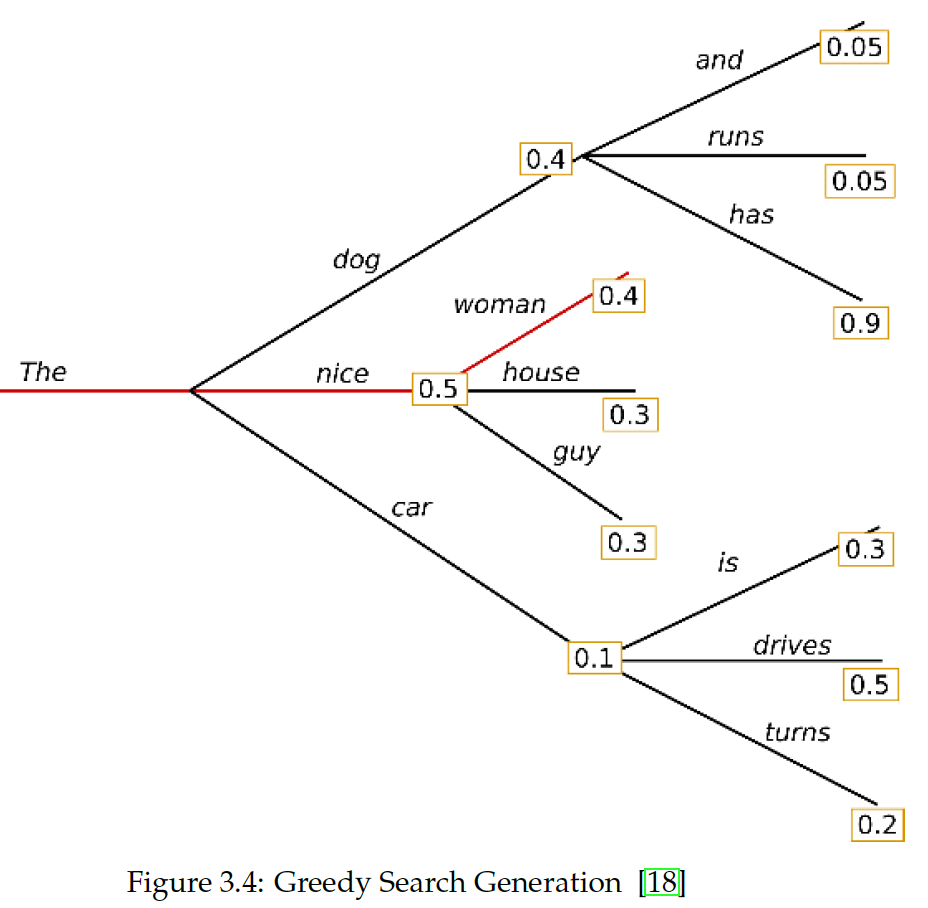 and
0.05
runs
0.4
0.05
has
dog
woman
0.4
0.9
The
nice
0.5
house
0.3
guy
car
0.3
is
0.3
drives
0.1
0.5
turns
0.2
Figure 3.4: Greedy Search Generation [18]